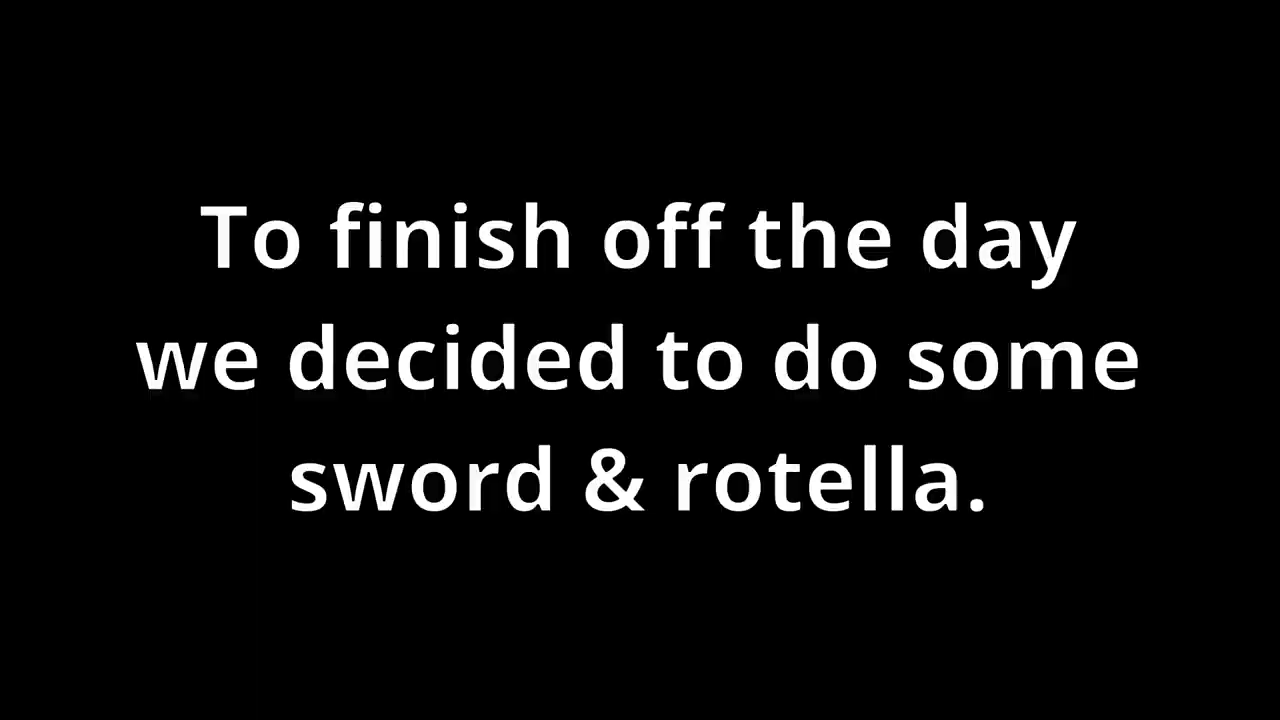 To finish off the day
we decided to do some
sword & rotella.